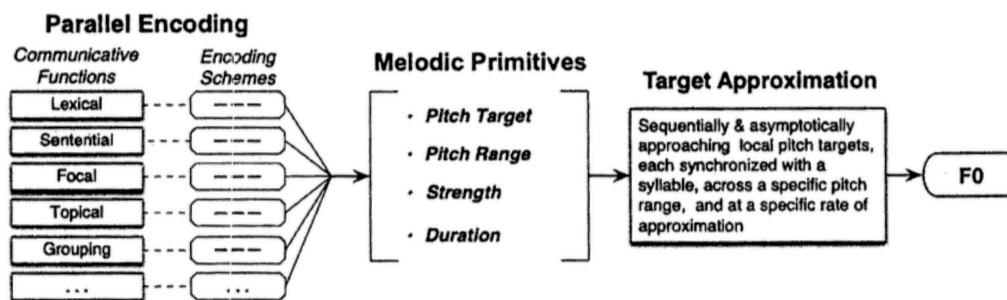 Parallel Encoding
Communicative Functions
Encoding Schemes
Lexical
Sentential
Focal
Topical
Grouping
...
...
Melodic Primitives
· Pitch Target
· Pitch Range
· Strength
· Duration
Target Approximation
Sequentially & asymptotically
approaching local pitch targets,
each synchronized with a
syllable, across a specific pitch
range, and at a specific rate of
approximation
F0